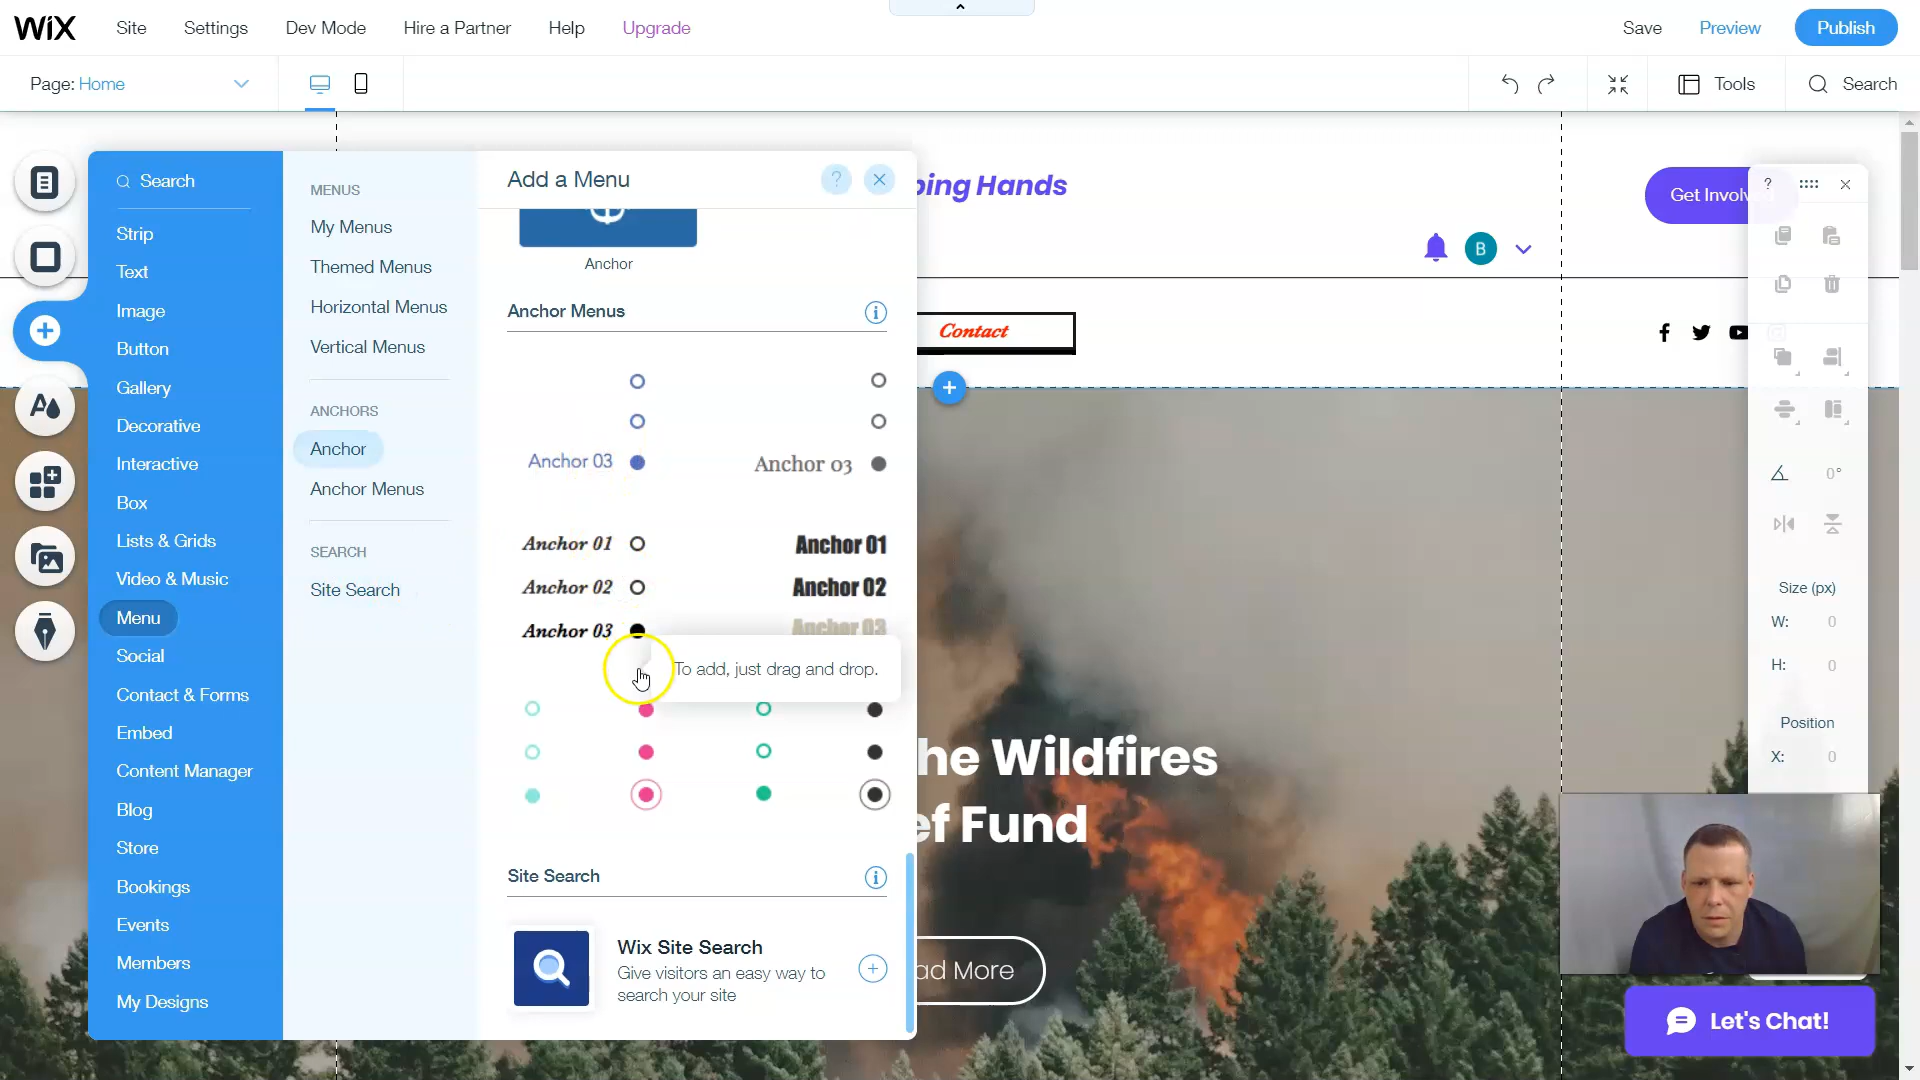 WiX
Site
Settings
Dev Mode
Hire a Partner
Help
Upgrade
Save
Preview
Publish
Page: Home
Tools
Search
Search
Strip
Text
Image
Button
Gallery
Decorative
Interactive
Box
Lists & Grids
Video & Music
Menu
Social
Contact & Forms
Embed
Content Manager
Blog
Store
Bookings
Events
Members
My Designs
MENUS
My Menus
Themed Menus
Horizontal Menus
Vertical Menus
ANCHORS
Anchor
Anchor Menus
SEARCH
Site Search
Add a Menu
?
Anchor
Anchor Menus
Anchor 03
Anchor 03
Anchor 01
Anchor 02
Anchor 03
Anchor 01
Anchor 02
Anchor 03
To add, just drag and drop.
Site Search
Wix Site Search
Give visitors an easy way to
search your site
ping Hands
Get Involv
B
Contact
he Wildfires
ef Fund
ad More
?
0°
Size (px)
W: 0
H: 0
Position
X: 0
Let's Chat!